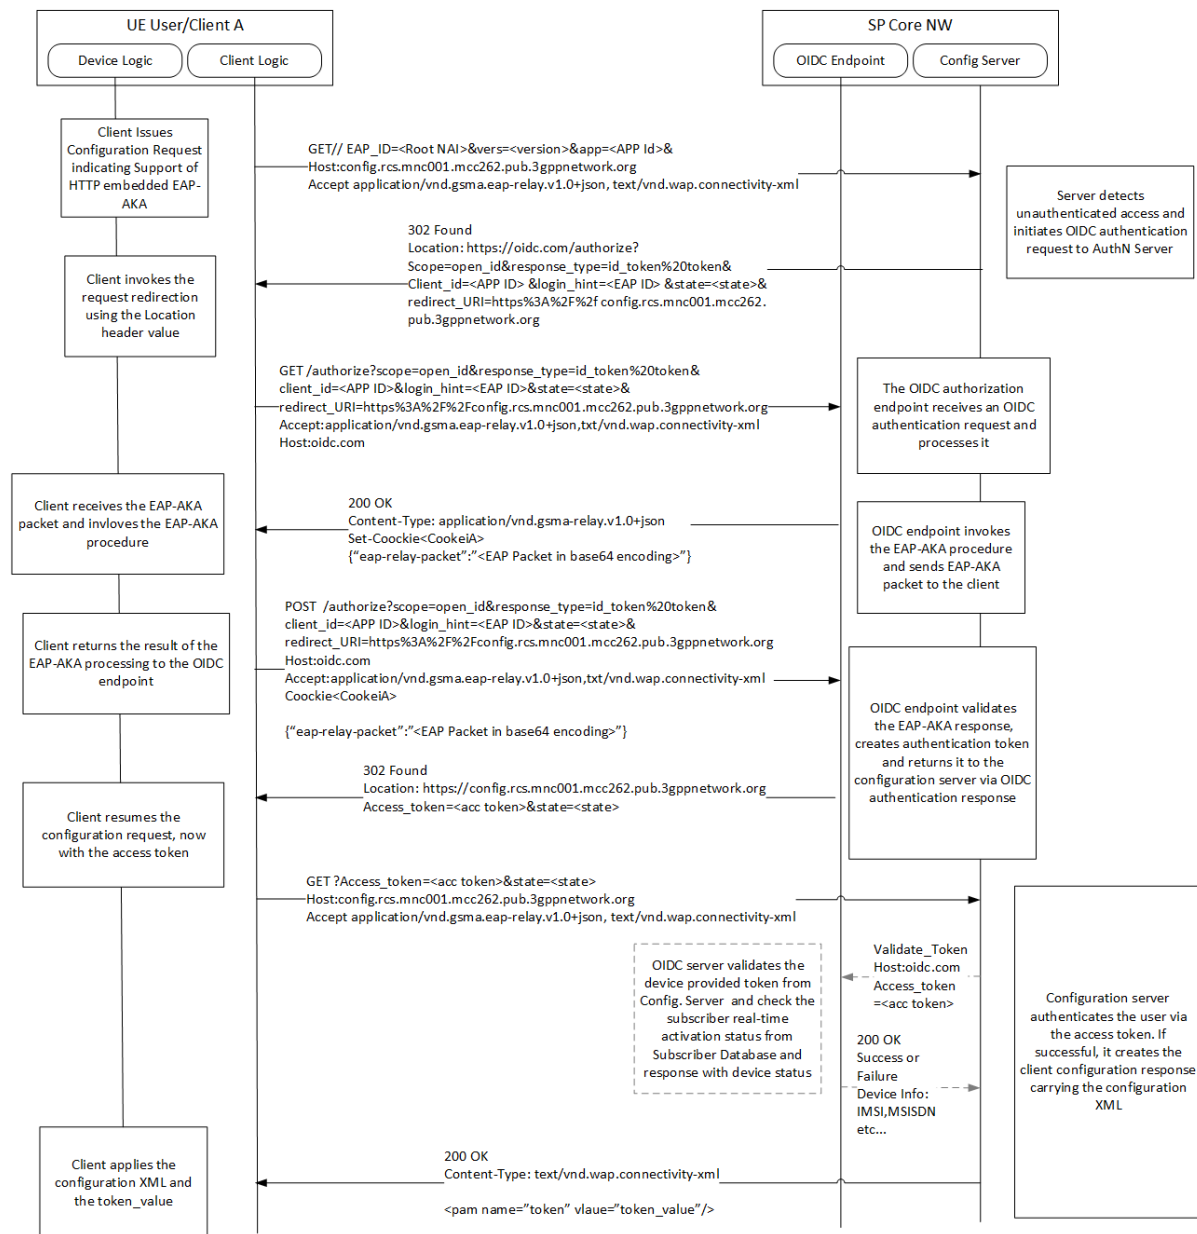 UE User/Client A
SP Core NW
Device Logic
Client Logic
OIDC Endpoint
Config Server
Client Issues
Configuration Request
indicating Support of
HTTP embedded EAP-
AKA
GET// EAP_ID=<Root NAI>&vers=<version>&app=<APP Id>&
Host:config.rcs.mnc001.mcc262.pub.3gppnetwork.org
Accept application/vnd.gsma.eap-relay.v1.0+json, text/vnd.wap.connectivity-xml
Server detects
unauthenticated access and
initiates OIDC authentication
request to AuthN Server
302 Found
Location: https://oidc.com/authorize?
Scope=open_id&response_type=id_token%20token&
Client_id=<APP ID> &login_hint=<EAP ID> &state=<state>&
redirect_URI=https%3A%2F%2f config.rcs.mnc001.mcc262.
pub.3gppnetwork.org
Client invokes the
request redirection
using the Location
header value
GET /authorize?scope=open_id&response_type=id_token%20token&
client_id=<APP ID>&login_hint=<EAP ID>&state=<state>&
redirect_URI=https%3A%2F%2Fconfig.rcs.mnc001.mcc262.pub.3gppnetwork.org
Accept:application/vnd.gsma.eap-relay.v1.0+json,txt/vnd.wap.connectivity-xml
Host:oidc.com
The OIDC authorization
endpoint receives an OIDC
authentication request and
processes it
Client receives the EAP-AKA
packet and invloves the EAP-AKA
procedure
200 OK
Content-Type: application/vnd.gsma-relay.v1.0+json
Set-Coockie<CookeiA>
{“eap-relay-packet”:”<EAP Packet in base64 encoding>”}
OIDC endpoint invokes
the EAP-AKA procedure
and sends EAP-AKA
packet to the client
Client returns the result of the
EAP-AKA processing to the OIDC
endpoint
POST  /authorize?scope=open_id&response_type=id_token%20token&
client_id=<APP ID>&login_hint=<EAP ID>&state=<state>&
redirect_URI=https%3A%2F%2Fconfig.rcs.mnc001.mcc262.pub.3gppnetwork.org
Host:oidc.com
Accept:application/vnd.gsma.eap-relay.v1.0+json,txt/vnd.wap.connectivity-xml
Coockie<CookeiA>
{“eap-relay-packet”:”<EAP Packet in base64 encoding>”}
OIDC endpoint validates
the EAP-AKA response,
creates authentication token
and returns it to the
configuration server via OIDC
authentication response
302 Found
Location: https://config.rcs.mnc001.mcc262.pub.3gppnetwork.org
Access_token=<acc token>&state=<state>
Client resumes the
configuration request, now
with the access token
GET ?Access_token=<acc token>&state=<state>
Host:config.rcs.mnc001.mcc262.pub.3gppnetwork.org
Accept application/vnd.gsma.eap-relay.v1.0+json, text/vnd.wap.connectivity-xml
OIDC server validates the
device provided token from
Config. Server  and check the
subscriber real-time
activation status from
Subscriber Database and
response with device status
Validate_Token
Host:oidc.com
Access_token
=<acc token>
200 OK
Success or
Failure
Device Info:
IMSI,MSISDN
etc...
Configuration server
authenticates the user via
the access token. If
successful, it creates the
client configuration response
carrying the configuration
XML
Client applies the
configuration XML and
the token_value
200 OK
Content-Type: text/vnd.wap.connectivity-xml
<pam name=”token” vlaue=”token_value”/>